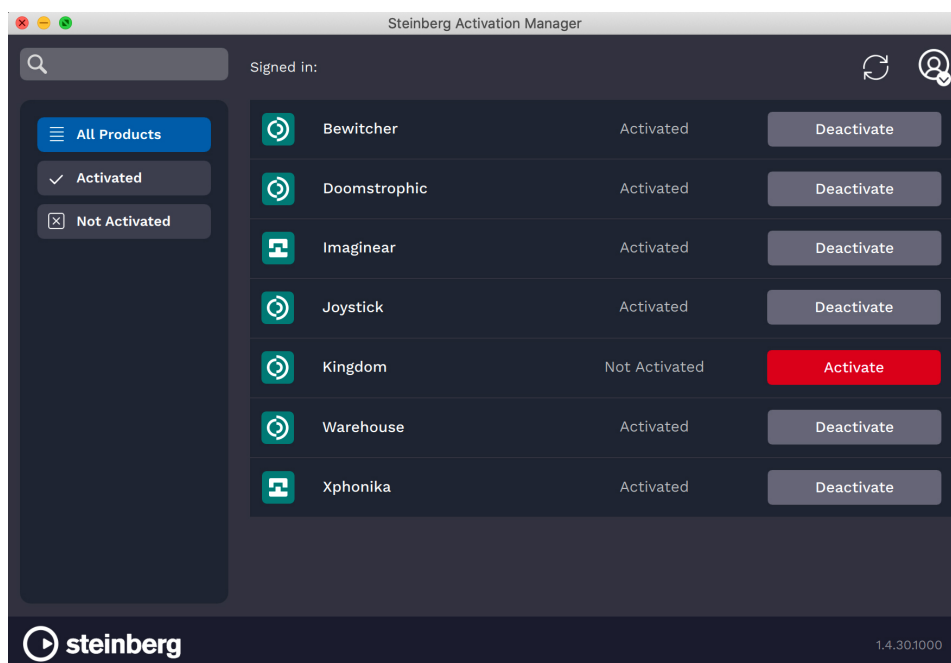 Steinberg Activation Manager
Signed in:
All Products
Activated
Not Activated
Bewitcher Activated Deactivate
Doomstrophic Activated Deactivate
Imaginear Activated Deactivate
Joystick Activated Deactivate
Kingdom Not Activated Activate
Warehouse Activated Deactivate
Xphonika Activated Deactivate
steinberg
1.4.30.1000